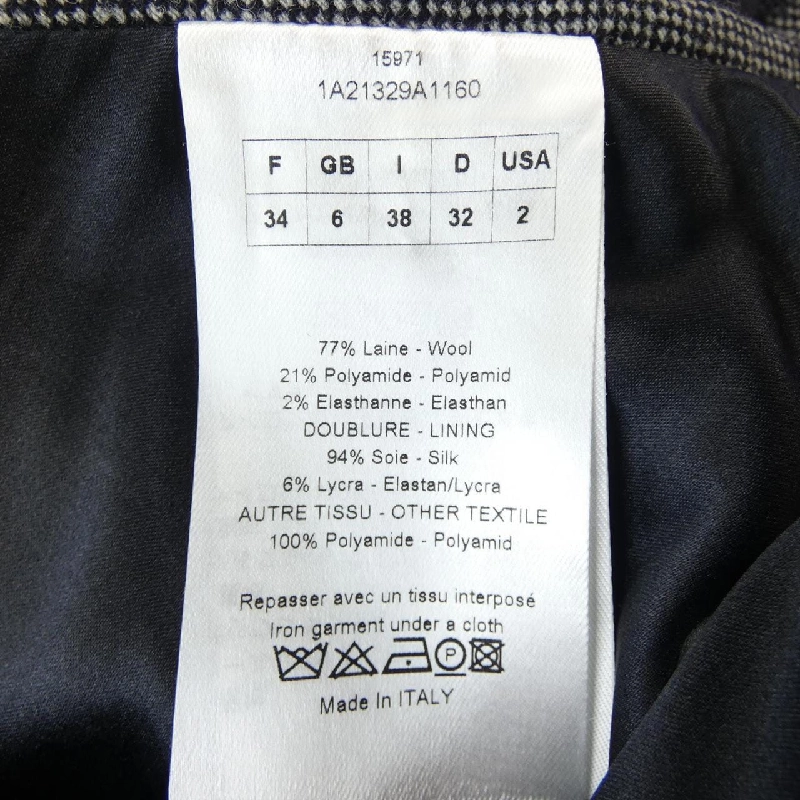 15971
1A21329A1160
F GB I D USA
34 6 38 32 2
77% Laine - Wool
21% Polyamide - Polyamid
2% Elasthanne - Elasthan
DOUBLURE - LINING
94% Soie - Silk
6% Lycra - Elastan/Lycra
AUTRE TISSU - OTHER TEXTILE
100% Polyamide - Polyamid
Repasser avec un tissu interposé
Iron garment under a cloth
P
Made In ITALY